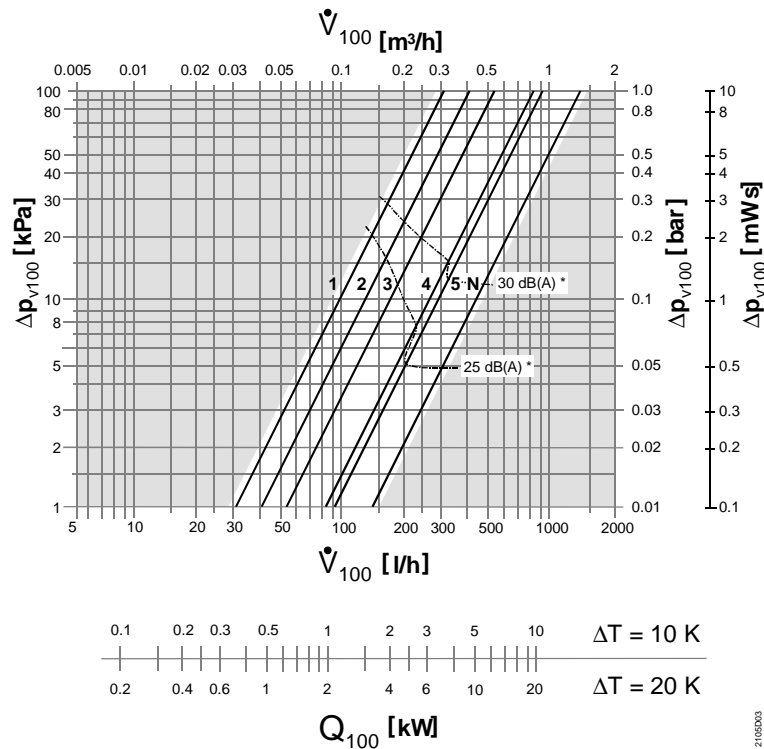 V̇100 [m³/h]
0.005 0.01 0.02 0.03 0.05 0.1 0.2 0.3 0.5 1 2
100 1.0 10
80 0.8 8
50 0.5 5
40 0.4 4
30 0.3 3
20 0.2 2
Δpv100 [kPa]
Δpv100 [bar]
Δpv100 [mWs]
1 2 3 4 5 N 30 dB(A) *
10 0.1 1
8
5 0.05 0.5
25 dB(A) *
3 0.03 0.3
2 0.02 0.2
1 0.01 0.1
5 10 20 30 50 100 200 300 500 1000 2000
V̇100 [l/h]
0.1 0.2 0.3 0.5 1 2 3 5 10 ΔT = 10 K
0.2 0.4 0.6 1 2 4 6 10 20 ΔT = 20 K
Q100 [kW]
2105D03